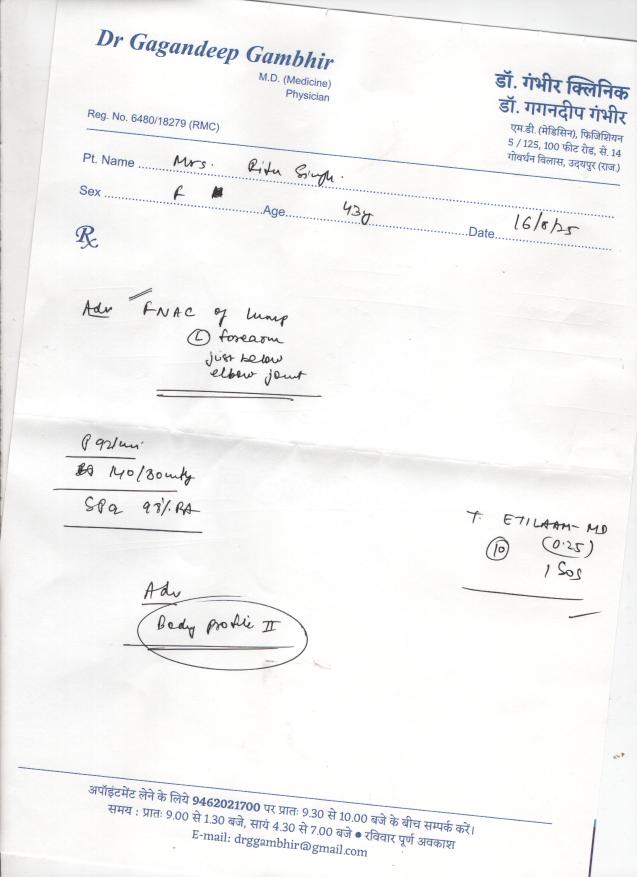 Dr Gagandeep Gambhir
M.D. (Medicine)
Physician
Reg. No. 6480/18279 (RMC)
डॉ. गंभीर क्लिनिक
डॉ. गगनदीप गंभीर
एम.डी. (मेडिसिन), फिजिशियन
5 / 125, 100 फीट रोड, से. 14
गोवर्धन विलास, उदयपुर (राज.)
Pt. Name Mrs. Ritu Singh.
Sex F Age 43y Date 16/8/25
Rx
Adv FNAC of lump
(L) forearm
just below
elbow joint
P 92/min
140/80 mmHg
SPO2 98% RA
T. ETILAAM-MD
(10) (0.25)
1 SOS
Adv
Body profile II
अपॉइंटमेंट लेने के लिये 9462021700 पर प्रातः 9.30 से 10.00 बजे के बीच सम्पर्क करें।
समय : प्रातः 9.00 से 1.30 बजे, सायं 4.30 से 7.00 बजे • रविवार पूर्ण अवकाश
E-mail: drggambhir@gmail.com